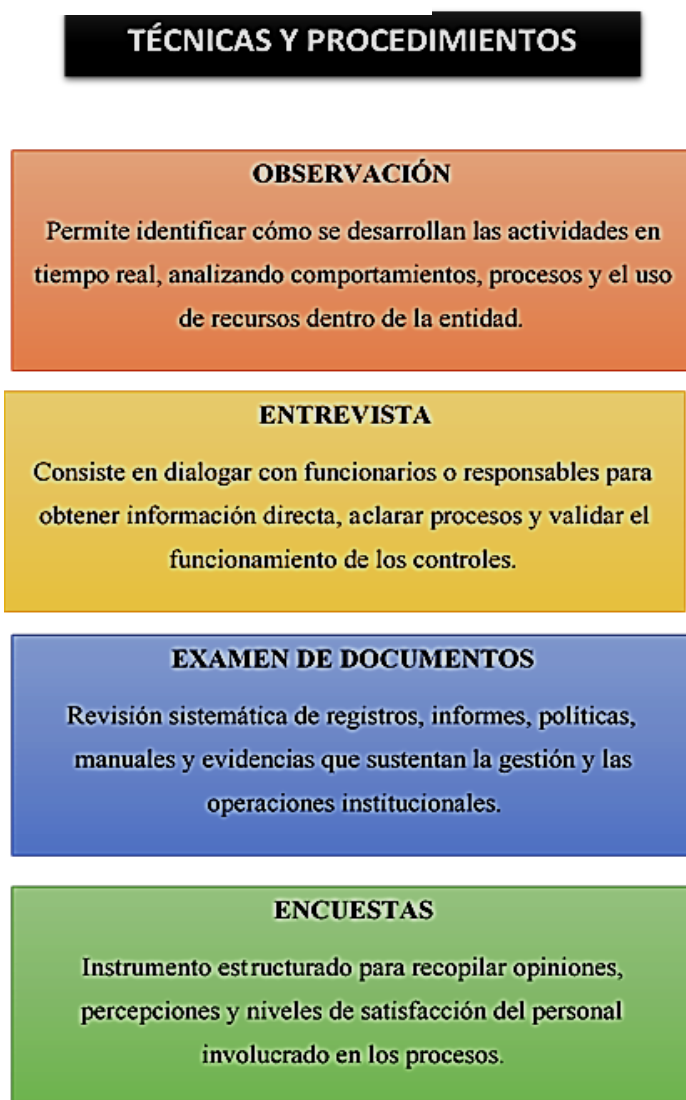 TÉCNICAS Y PROCEDIMIENTOS
OBSERVACIÓN
Permite identificar cómo se desarrollan las actividades en
tiempo real, analizando comportamientos, procesos y el uso
de recursos dentro de la entidad.
ENTREVISTA
Consiste en dialogar con funcionarios o responsables para
obtener información directa, aclarar procesos y validar el
funcionamiento de los controles.
EXAMEN DE DOCUMENTOS
Revisión sistemática de registros, informes, políticas,
manuales y evidencias que sustentan la gestión y las
operaciones institucionales.
ENCUESTAS
Instrumento estructurado para recopilar opiniones,
percepciones y niveles de satisfacción del personal
involucrado en los procesos.